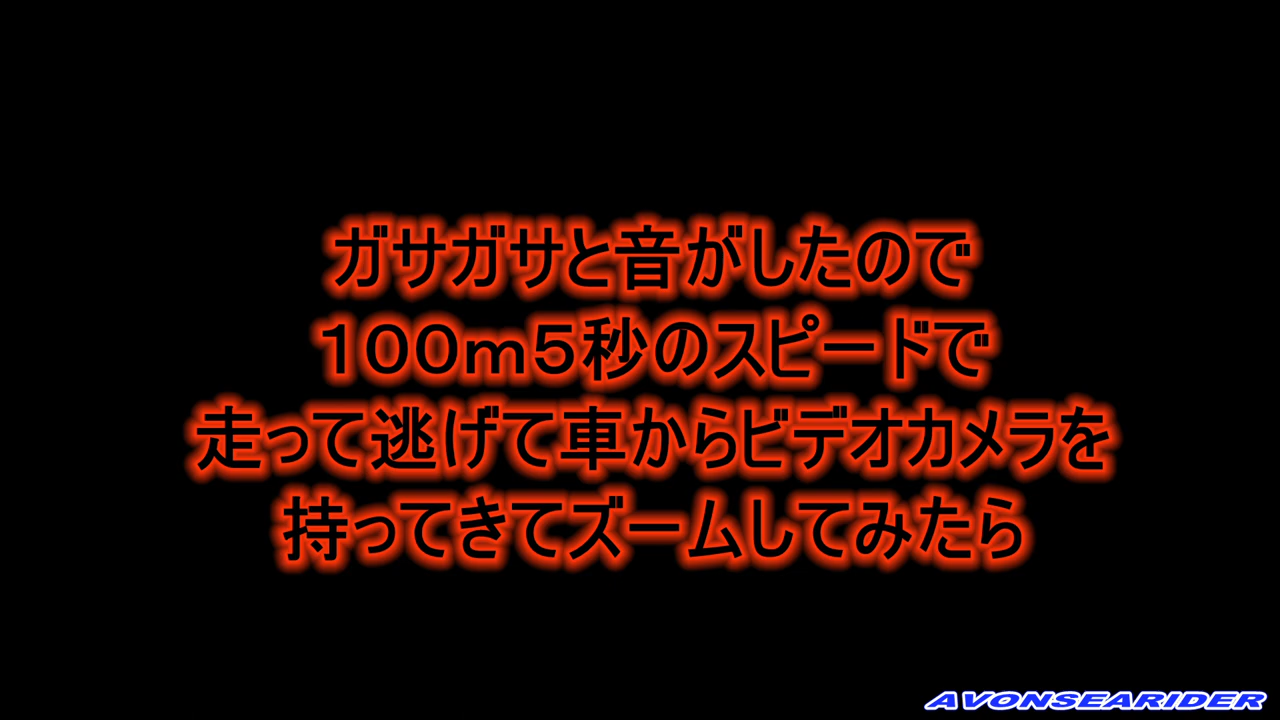 ガサガサと音がしたので
１００ｍ５秒のスピードで
走って逃げて車からビデオカメラを
持ってきてズームしてみたら
AVONSEARIDER